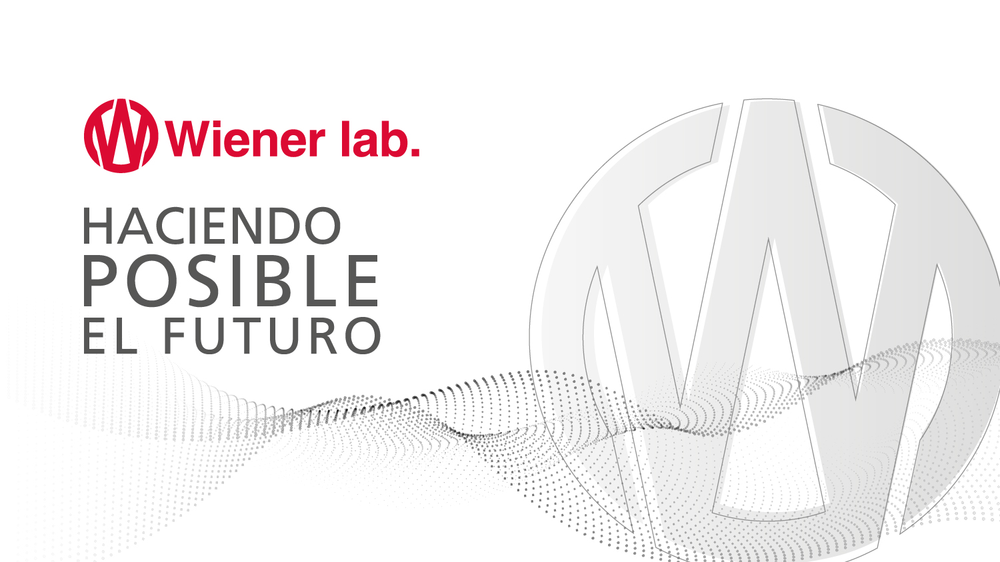 Wiener lab.
HACIENDO
POSIBLE
EL FUTURO